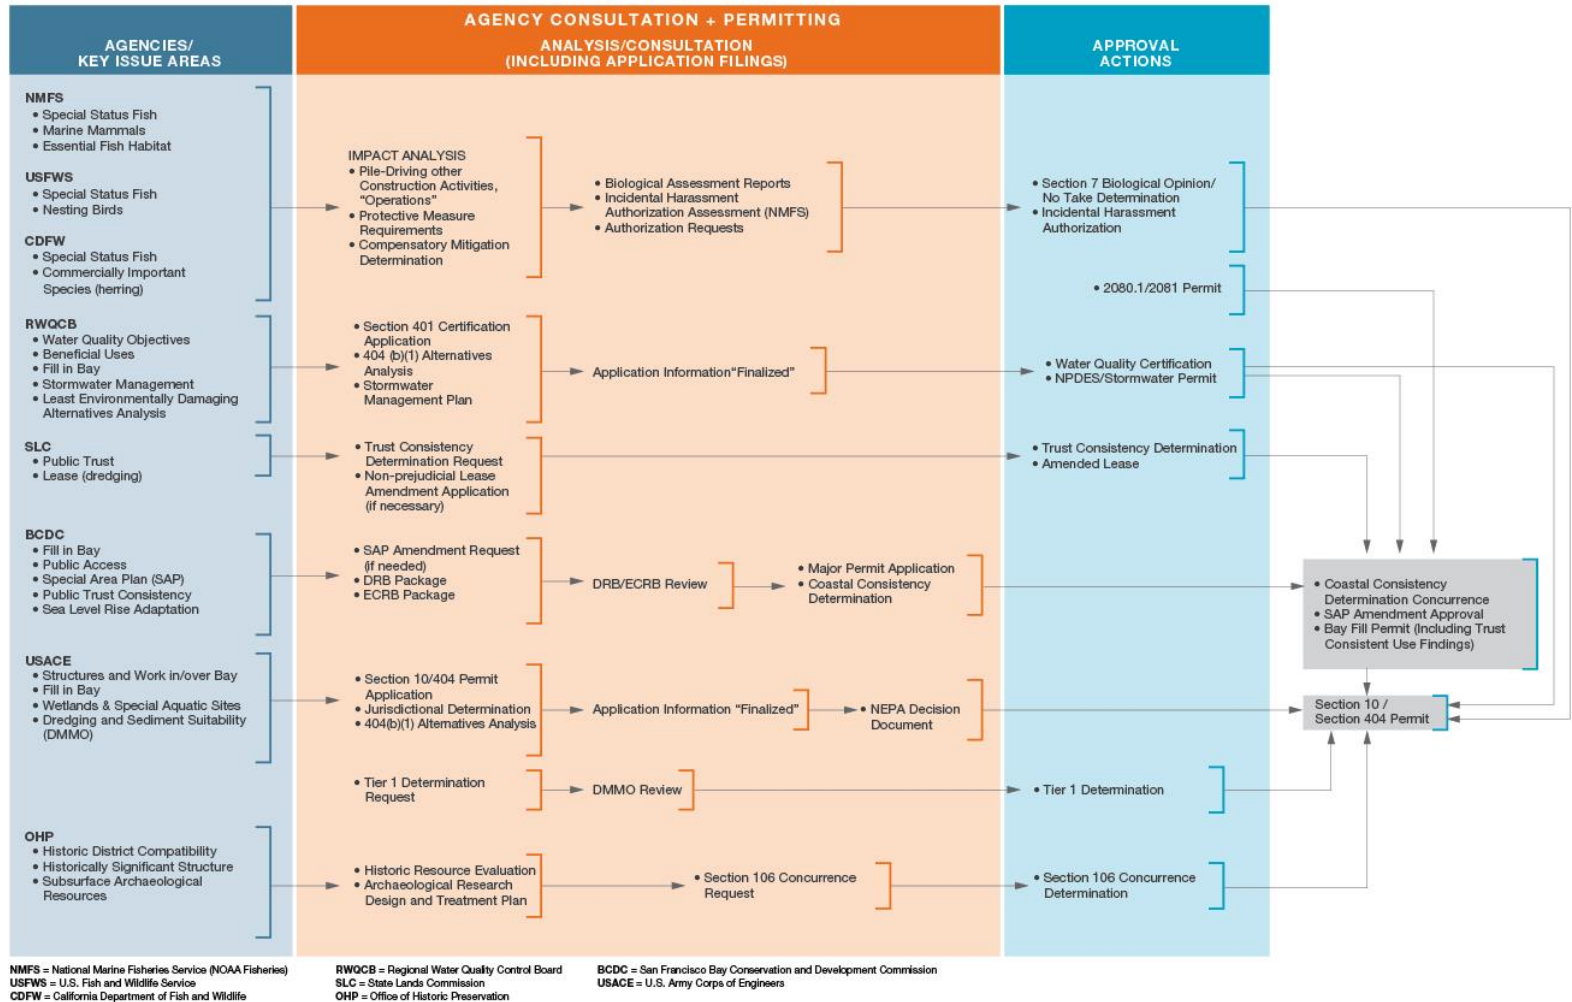 AGENCY CONSULTATION + PERMITTING
AGENCIES/
KEY ISSUE AREAS
ANALYSIS/CONSULTATION
(INCLUDING APPLICATION FILINGS)
APPROVAL
ACTIONS
NMFS
• Special Status Fish
• Marine Mammals
• Essential Fish Habitat
USFWS
• Special Status Fish
• Nesting Birds
CDFW
• Special Status Fish
• Commercially Important
Species (herring)
IMPACT ANALYSIS
• Pile-Driving other
Construction Activities,
“Operations”
• Protective Measure
Requirements
• Compensatory Mitigation
Determination
• Biological Assessment Reports
• Incidental Harassment
Authorization Assessment (NMFS)
• Authorization Requests
• Section 7 Biological Opinion/
No Take Determination
• Incidental Harassment
Authorization
• 2080.1/2081 Permit
RWQCB
• Water Quality Objectives
• Beneficial Uses
• Fill in Bay
• Stormwater Management
• Least Environmentally Damaging
Alternatives Analysis
• Section 401 Certification
Application
• 404 (b)(1) Alternatives
Analysis
• Stormwater
Management Plan
Application Information“Finalized”
• Water Quality Certification
• NPDES/Stormwater Permit
SLC
• Public Trust
• Lease (dredging)
• Trust Consistency
Determination Request
• Non-prejudicial Lease
Amendment Application
(if necessary)
• Trust Consistency Determination
• Amended Lease
BCDC
• Fill in Bay
• Public Access
• Special Area Plan (SAP)
• Public Trust Consistency
• Sea Level Rise Adaptation
• SAP Amendment Request
(if needed)
• DRB Package
• ECRB Package
DRB/ECRB Review
• Major Permit Application
• Coastal Consistency
Determination
• Coastal Consistency
Determination Concurrence
• SAP Amendment Approval
• Bay Fill Permit (Including Trust
Consistent Use Findings)
USACE
• Structures and Work in/over Bay
• Fill in Bay
• Wetlands & Special Aquatic Sites
• Dredging and Sediment Suitability
(DMMO)
• Section 10/404 Permit
Application
• Jurisdictional Determination
• 404(b)(1) Alternatives Analysis
Application Information “Finalized”
• NEPA Decision
Document
Section 10 /
Section 404 Permit
• Tier 1 Determination
Request
DMMO Review
• Tier 1 Determination
OHP
• Historic District Compatibility
• Historically Significant Structure
• Subsurface Archaeological
Resources
• Historic Resource Evaluation
• Archaeological Research
Design and Treatment Plan
• Section 106 Concurrence
Request
• Section 106 Concurrence
Determination
NMFS = National Marine Fisheries Service (NOAA Fisheries)
USFWS = U.S. Fish and Wildlife Service
CDFW = California Department of Fish and Wildlife
RWQCB = Regional Water Quality Control Board
SLC = State Lands Commission
OHP = Office of Historic Preservation
BCDC = San Francisco Bay Conservation and Development Commission
USACE = U.S. Army Corps of Engineers